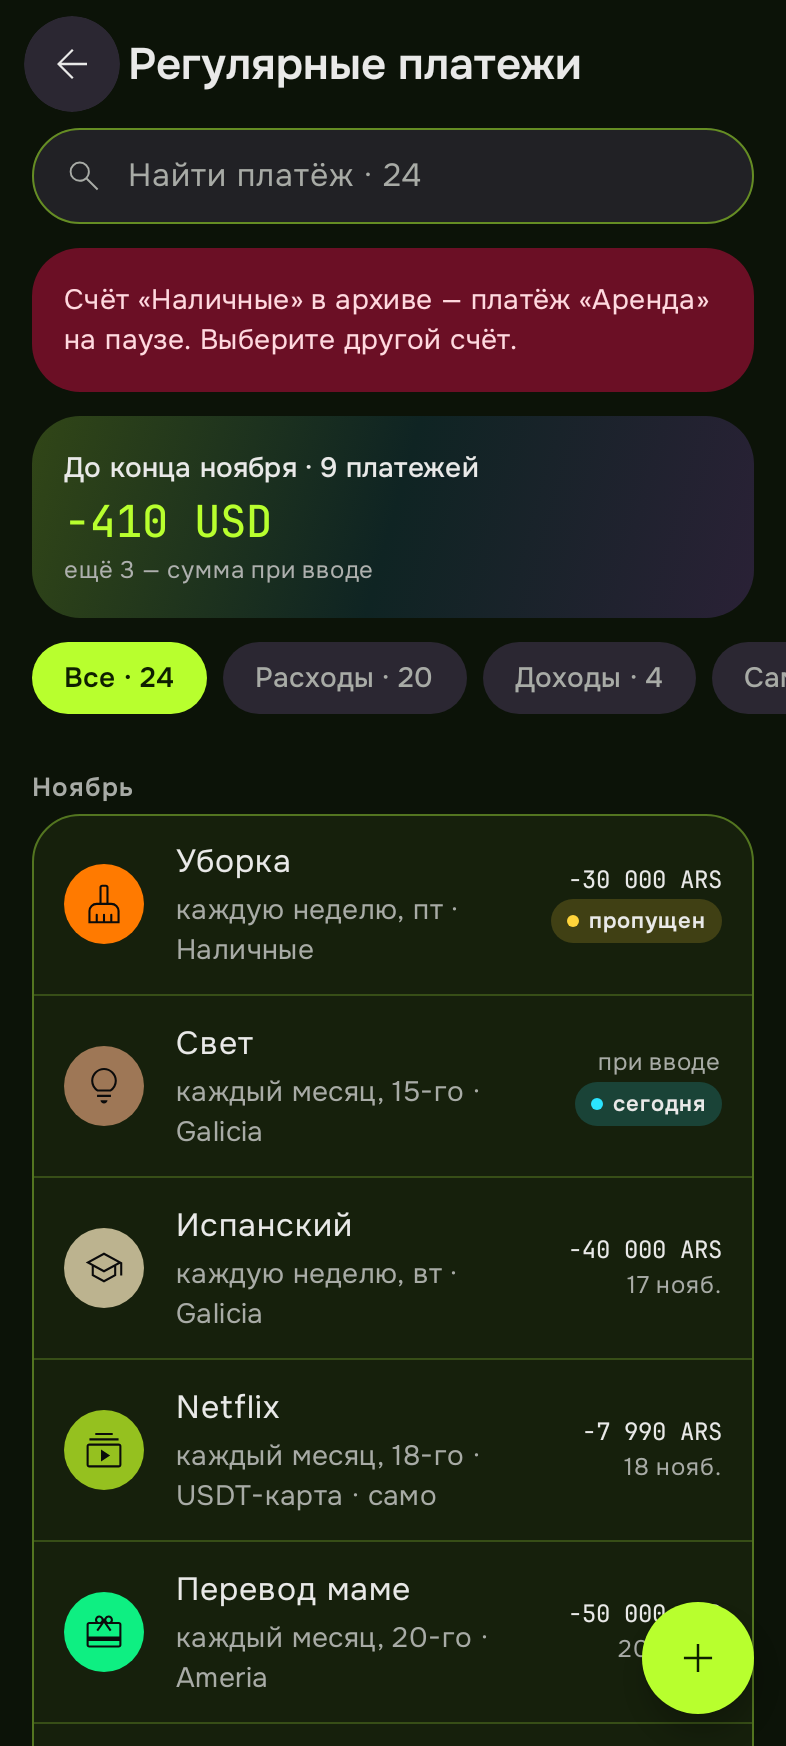 Регулярные платежи
Найти платёж · 24
Счёт «Наличные» в архиве — платёж «Аренда»
на паузе. Выберите другой счёт.
До конца ноября · 9 платежей
-410 USD
ещё 3 — сумма при вводе
Все · 24
Расходы · 20
Доходы · 4
Ноябрь
Уборка
каждую неделю, пт ·
Наличные
-30 000 ARS
пропущен
Свет
каждый месяц, 15-го ·
Galicia
при вводе
сегодня
Испанский
каждую неделю, вт ·
Galicia
-40 000 ARS
17 нояб.
Netflix
каждый месяц, 18-го ·
USDT-карта · само
-7 990 ARS
18 нояб.
Перевод маме
каждый месяц, 20-го ·
Ameria
-50 000
20